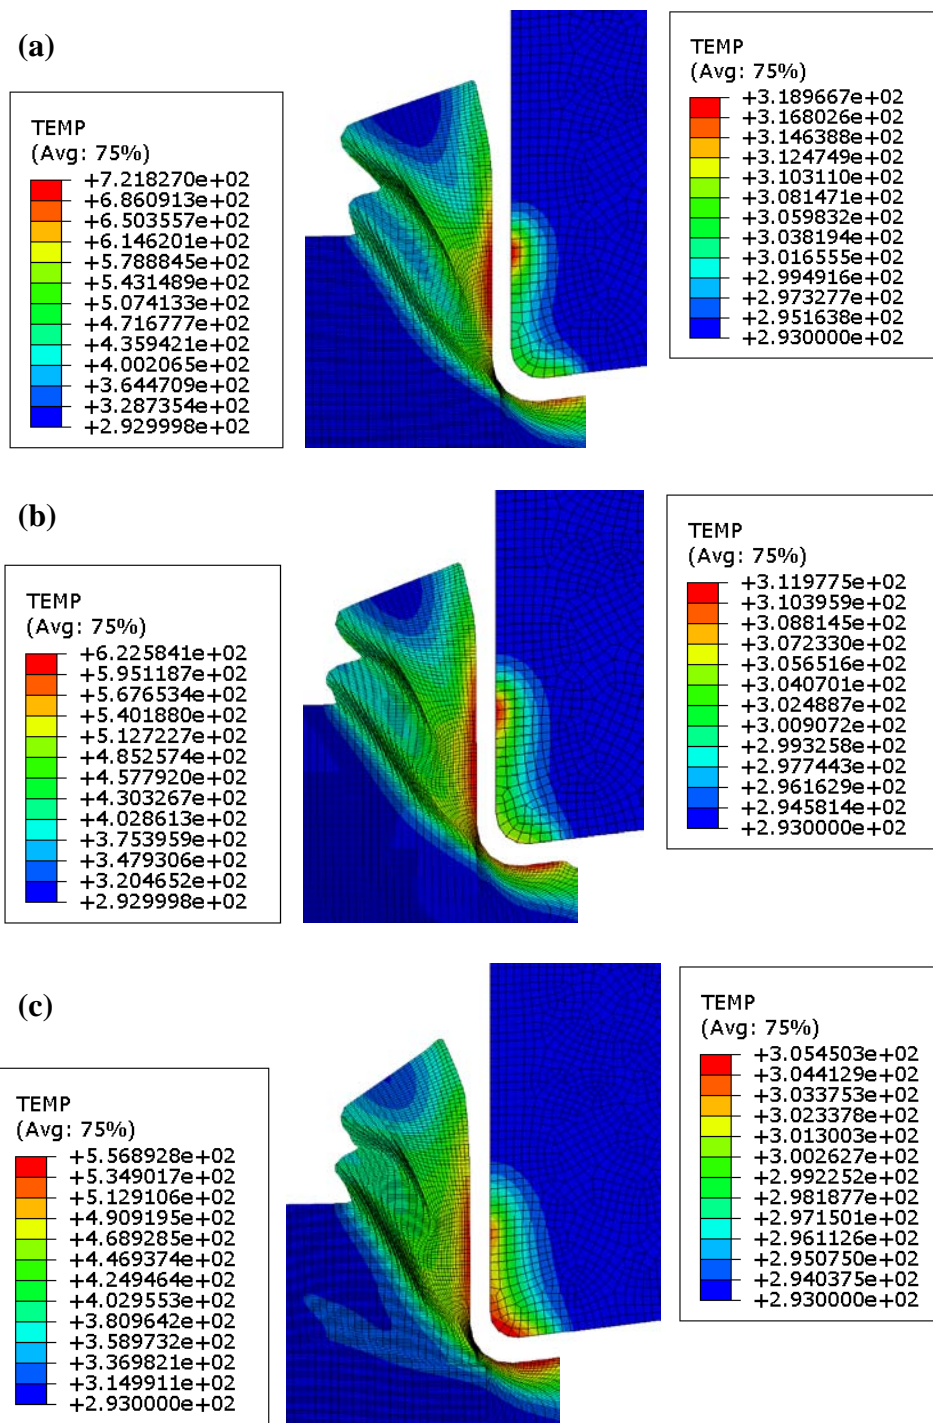 (a)
TEMP
(Avg: 75%)
+7.218270e+02
+6.860913e+02
+6.503557e+02
+6.146201e+02
+5.788845e+02
+5.431489e+02
+5.074133e+02
+4.716777e+02
+4.359421e+02
+4.002065e+02
+3.644709e+02
+3.287354e+02
+2.929998e+02
TEMP
(Avg: 75%)
+3.189667e+02
+3.168026e+02
+3.146388e+02
+3.124749e+02
+3.103110e+02
+3.081471e+02
+3.059832e+02
+3.038194e+02
+3.016555e+02
+2.994916e+02
+2.973277e+02
+2.951638e+02
+2.930000e+02
(b)
TEMP
(Avg: 75%)
+6.225841e+02
+5.951187e+02
+5.676534e+02
+5.401880e+02
+5.127227e+02
+4.852574e+02
+4.577920e+02
+4.303267e+02
+4.028613e+02
+3.753959e+02
+3.479306e+02
+3.204652e+02
+2.929998e+02
TEMP
(Avg: 75%)
+3.119775e+02
+3.103959e+02
+3.088145e+02
+3.072330e+02
+3.056516e+02
+3.040701e+02
+3.024887e+02
+3.009072e+02
+2.993258e+02
+2.977443e+02
+2.961629e+02
+2.945814e+02
+2.930000e+02
(c)
TEMP
(Avg: 75%)
+5.568928e+02
+5.349017e+02
+5.129106e+02
+4.909195e+02
+4.689285e+02
+4.469374e+02
+4.249464e+02
+4.029553e+02
+3.809642e+02
+3.589732e+02
+3.369821e+02
+3.149911e+02
+2.930000e+02
TEMP
(Avg: 75%)
+3.054503e+02
+3.044129e+02
+3.033753e+02
+3.023378e+02
+3.013003e+02
+3.002627e+02
+2.992252e+02
+2.981877e+02
+2.971501e+02
+2.961126e+02
+2.950750e+02
+2.940375e+02
+2.930000e+02